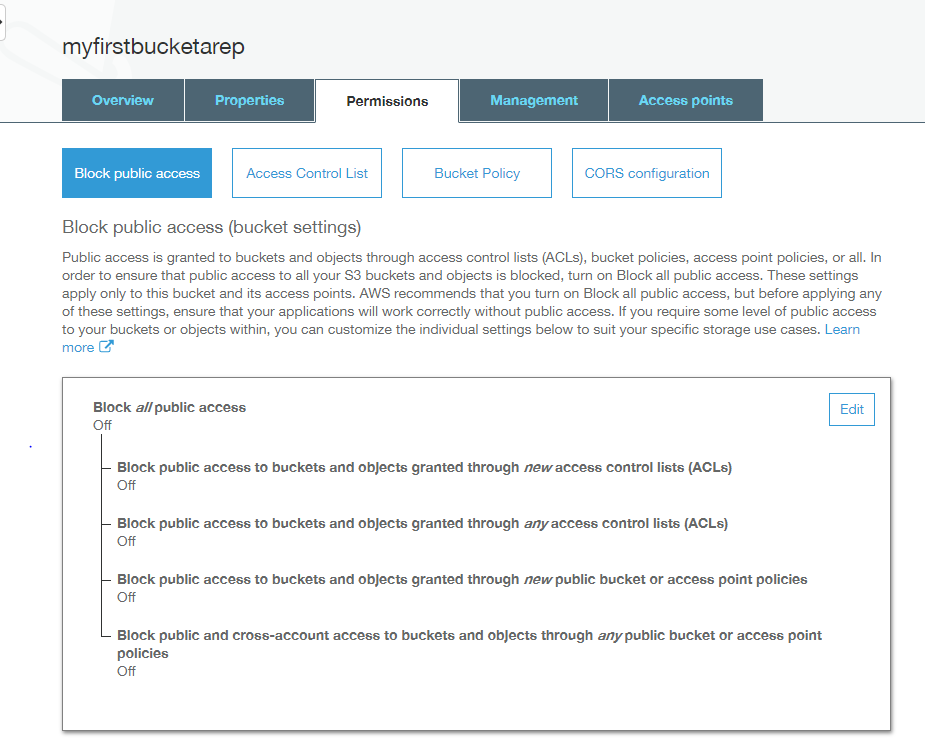 myfirstbucketarep
Overview Properties Permissions Management Access points
Block public access Access Control List Bucket Policy CORS configuration
Block public access (bucket settings)
Public access is granted to buckets and objects through access control lists (ACLs), bucket policies, access point policies, or all. In
order to ensure that public access to all your S3 buckets and objects is blocked, turn on Block all public access. These settings
apply only to this bucket and its access points. AWS recommends that you turn on Block all public access, but before applying any
of these settings, ensure that your applications will work correctly without public access. If you require some level of public access
to your buckets or objects within, you can customize the individual settings below to suit your specific storage use cases. Learn
more
Block all public access Edit
Off
Block public access to buckets and objects granted through new access control lists (ACLs)
Off
Block public access to buckets and objects granted through any access control lists (ACLs)
Off
Block public access to buckets and objects granted through new public bucket or access point policies
Off
Block public and cross-account access to buckets and objects through any public bucket or access point
policies
Off